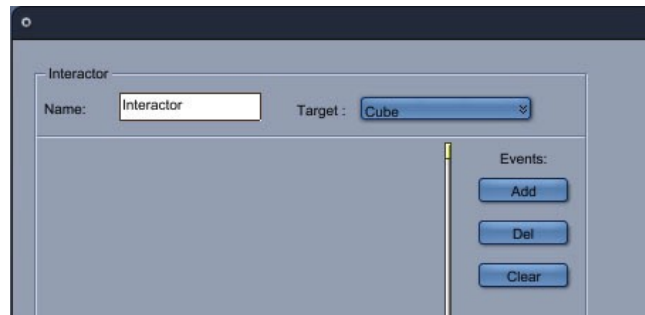 Interactor
Name: Interactor Target : Cube
Events:
Add
Del
Clear